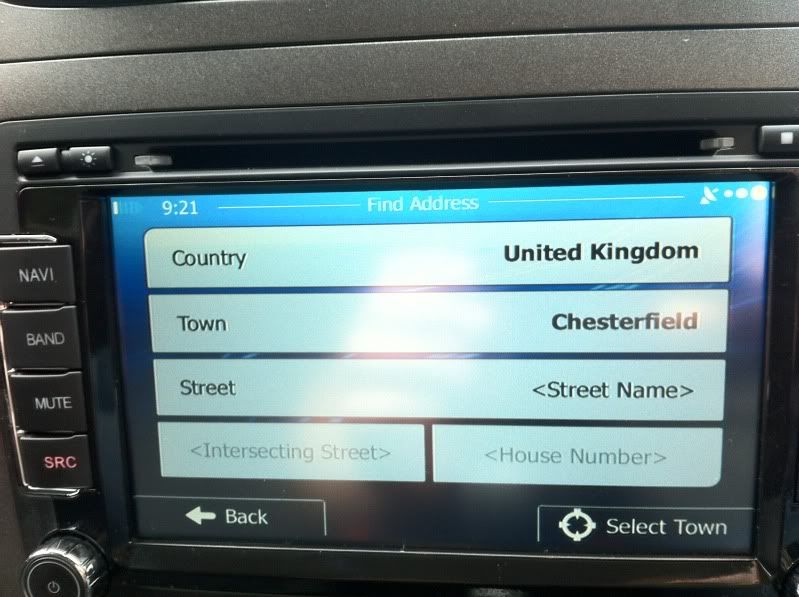 9:21 Find Address
Country United Kingdom
NAVI
Town Chesterfield
BAND
Street <Street Name>
MUTE
<Intersecting Street> <House Number>
SRC
Back Select Town